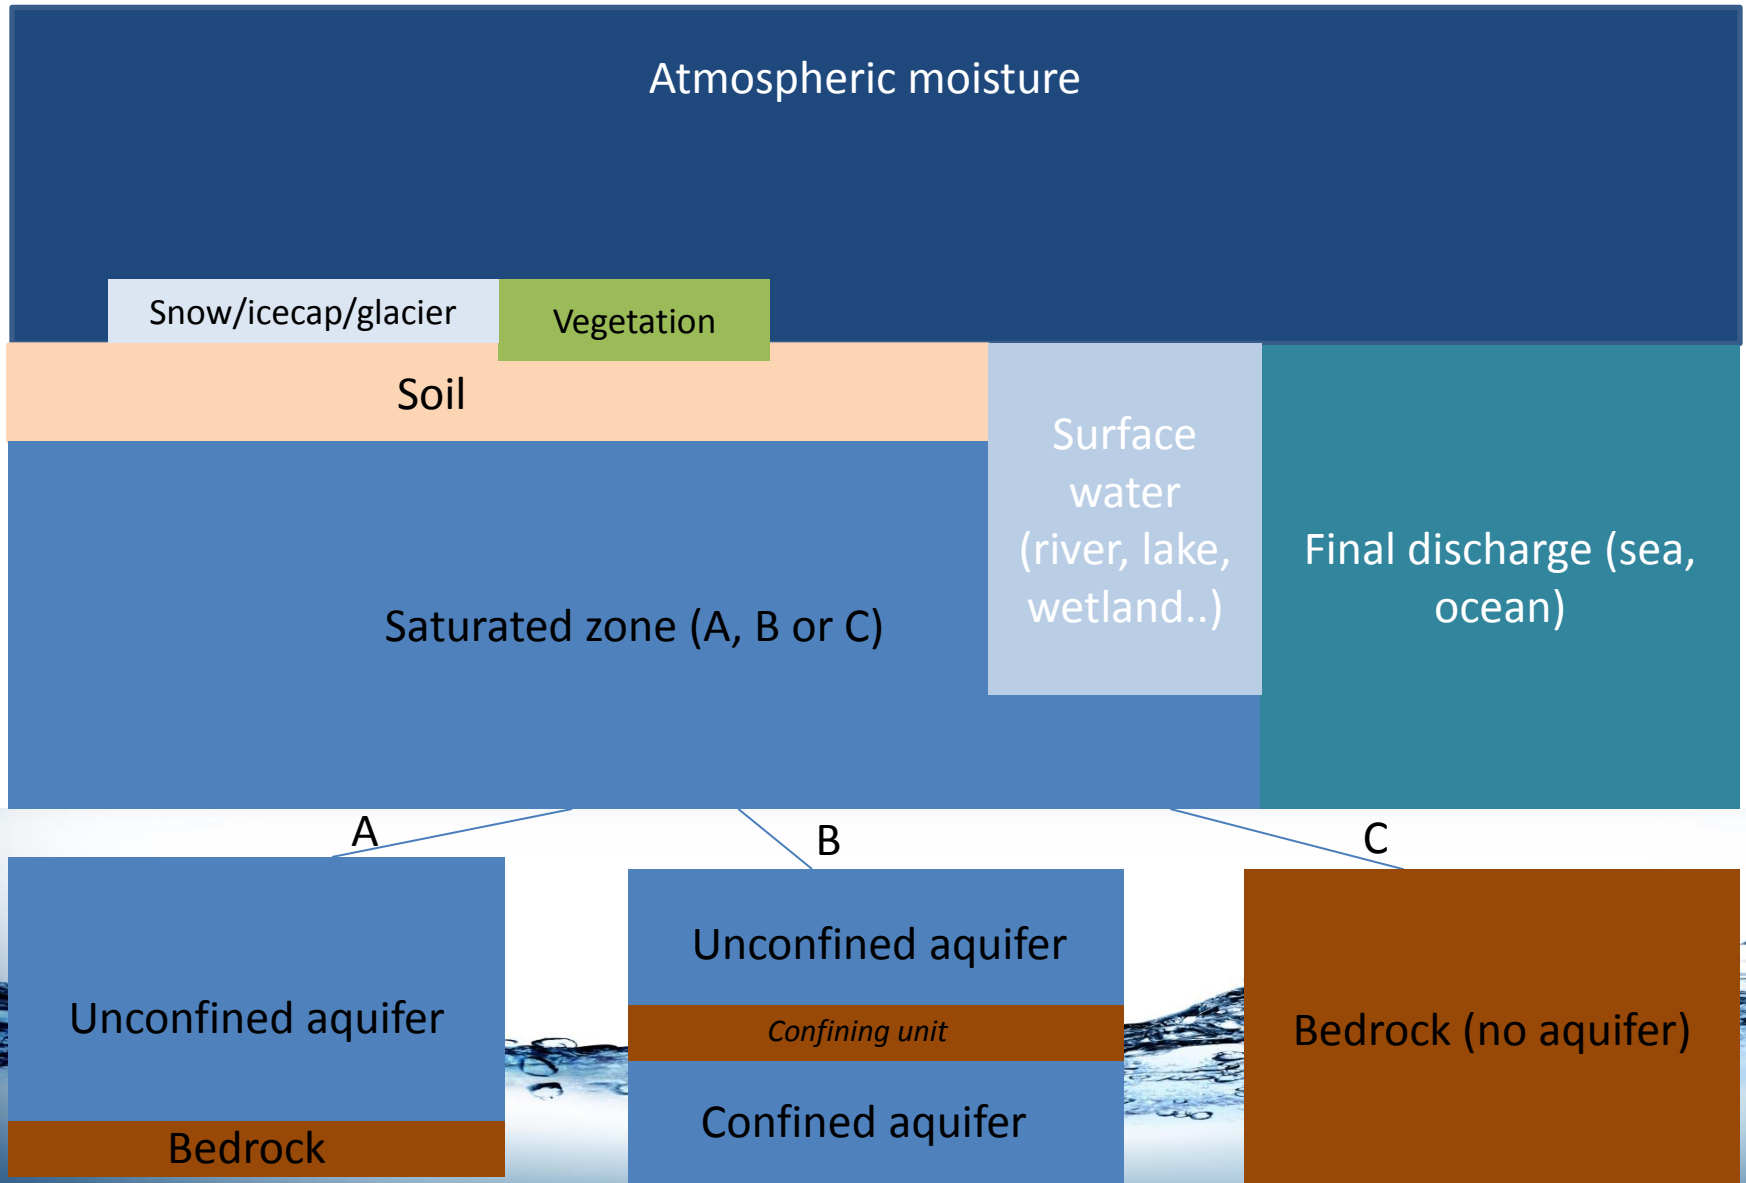 Atmospheric moisture
Snow/icecap/glacier
Vegetation
Soil
Surface
water
(river, lake,
wetland..)
Final discharge (sea,
ocean)
Saturated zone (A, B or C)
A
B
C
Unconfined aquifer
Bedrock
Unconfined aquifer
Confining unit
Confined aquifer
Bedrock (no aquifer)